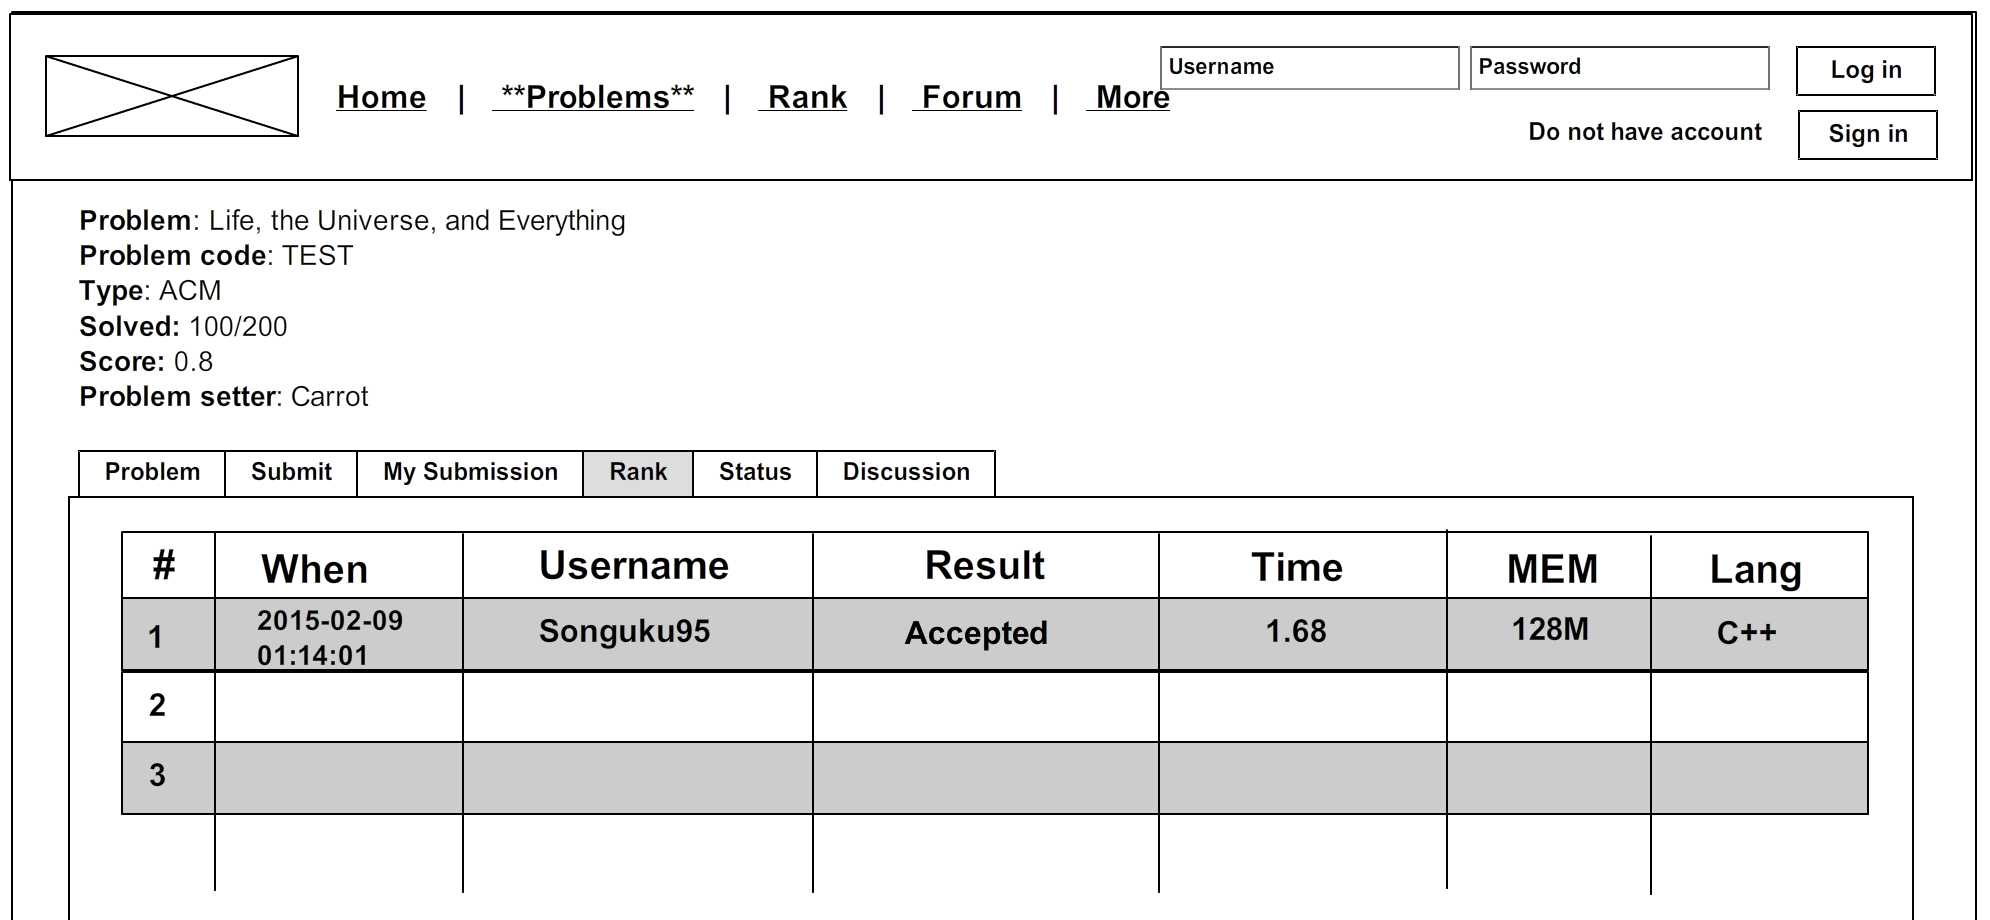 Home | **Problems** | Rank | Forum | More
Username
Password
Log in
Do not have account
Sign in
Problem: Life, the Universe, and Everything
Problem code: TEST
Type: ACM
Solved: 100/200
Score: 0.8
Problem setter: Carrot
Problem Submit My Submission Rank Status Discussion
# When Username Result Time MEM Lang
1 2015-02-09 01:14:01 Songuku95 Accepted 1.68 128M C++
2
3